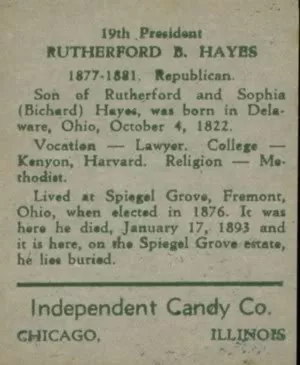 19th President
RUTHERFORD B. HAYES
1877-1881. Republican.
Son of Rutherford and Sophia
(Bichard) Hayes, was born in Dela-
ware, Ohio, October 4, 1822.
Vocation — Lawyer. College —
Kenyon, Harvard. Religion — Me-
thodist.
Lived at Spiegel Grove, Fremont,
Ohio, when elected in 1876. It was
here he died, January 17, 1893 and
it is here, on the Spiegel Grove estate,
he lies buried.
Independent Candy Co.
CHICAGO, ILLINOIS